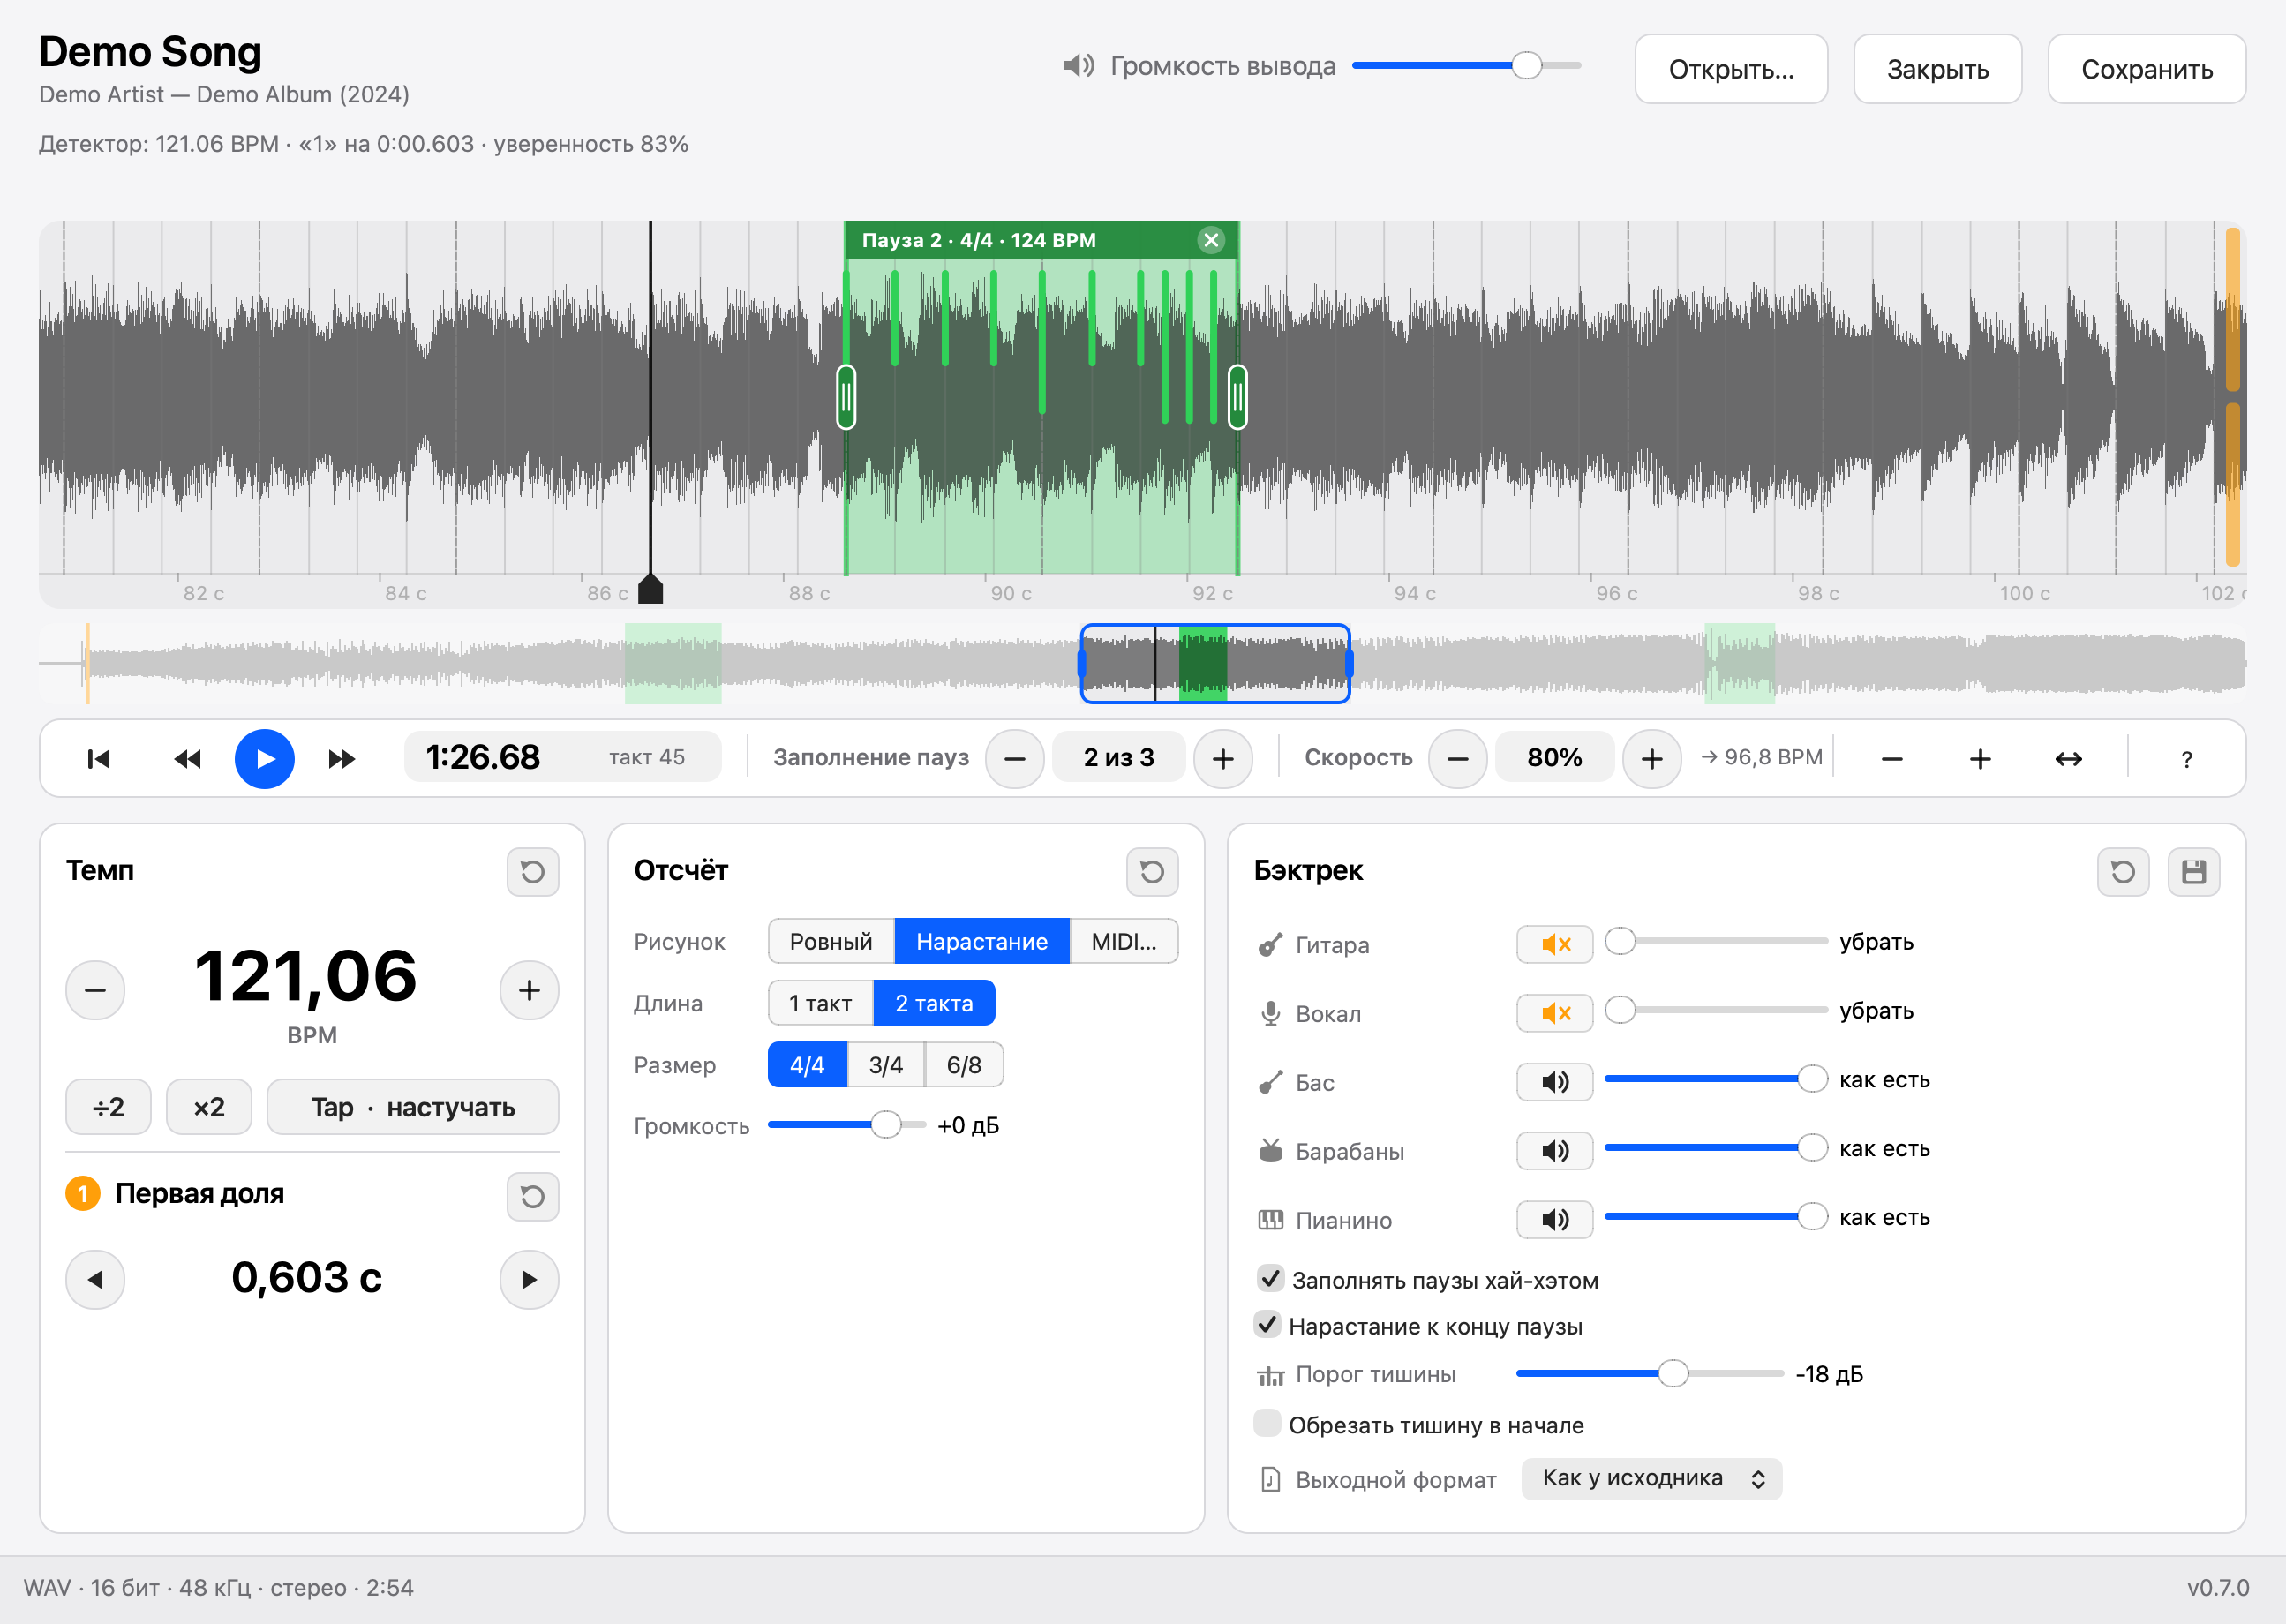 Demo Song
Demo Artist — Demo Album (2024)
Детектор: 121.06 BPM · «1» на 0:00.603 · уверенность 83%
Громкость вывода
Открыть...
Закрыть
Сохранить
Пауза 2 · 4/4 · 124 BPM
82 с 84 с 86 с 88 с 90 с 92 с 94 с 96 с 98 с 100 с 102 с
1:26.68 такт 45
Заполнение пауз − 2 из 3 +
Скорость − 80% + → 96,8 BPM
− + ↔ ?
Темп
− 121,06 +
BPM
÷2 ×2 Tap · настучать
1 Первая доля
0,603 с
Отсчёт
Рисунок Ровный Нарастание MIDI...
Длина 1 такт 2 такта
Размер 4/4 3/4 6/8
Громкость +0 дБ
Бэктрек
Гитара убрать
Вокал убрать
Бас как есть
Барабаны как есть
Пианино как есть
Заполнять паузы хай-хэтом
Нарастание к концу паузы
Порог тишины -18 дБ
Обрезать тишину в начале
Выходной формат Как у исходника
WAV · 16 бит · 48 кГц · стерео · 2:54
v0.7.0